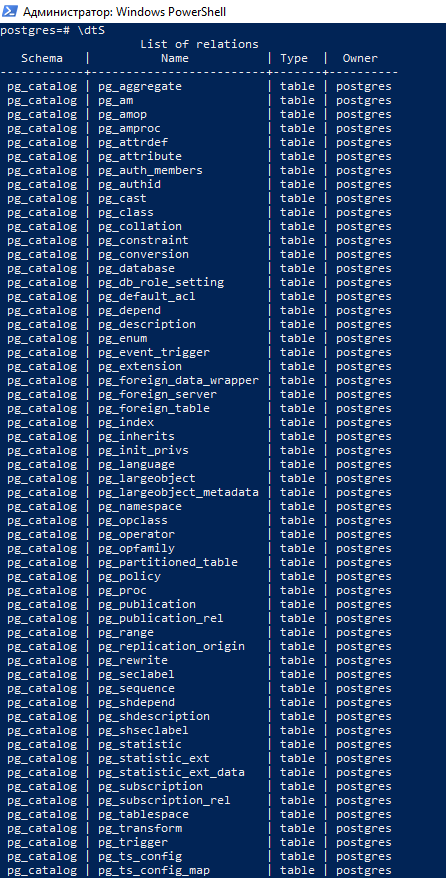 Администратор: Windows PowerShell
postgres=# \dtS
List of relations
Schema | Name | Type | Owner
------------+-------------------------+-------+----------
pg_catalog | pg_aggregate | table | postgres
pg_catalog | pg_am | table | postgres
pg_catalog | pg_amop | table | postgres
pg_catalog | pg_amproc | table | postgres
pg_catalog | pg_attrdef | table | postgres
pg_catalog | pg_attribute | table | postgres
pg_catalog | pg_auth_members | table | postgres
pg_catalog | pg_authid | table | postgres
pg_catalog | pg_cast | table | postgres
pg_catalog | pg_class | table | postgres
pg_catalog | pg_collation | table | postgres
pg_catalog | pg_constraint | table | postgres
pg_catalog | pg_conversion | table | postgres
pg_catalog | pg_database | table | postgres
pg_catalog | pg_db_role_setting | table | postgres
pg_catalog | pg_default_acl | table | postgres
pg_catalog | pg_depend | table | postgres
pg_catalog | pg_description | table | postgres
pg_catalog | pg_enum | table | postgres
pg_catalog | pg_event_trigger | table | postgres
pg_catalog | pg_extension | table | postgres
pg_catalog | pg_foreign_data_wrapper | table | postgres
pg_catalog | pg_foreign_server | table | postgres
pg_catalog | pg_foreign_table | table | postgres
pg_catalog | pg_index | table | postgres
pg_catalog | pg_inherits | table | postgres
pg_catalog | pg_init_privs | table | postgres
pg_catalog | pg_language | table | postgres
pg_catalog | pg_largeobject | table | postgres
pg_catalog | pg_largeobject_metadata | table | postgres
pg_catalog | pg_namespace | table | postgres
pg_catalog | pg_opclass | table | postgres
pg_catalog | pg_operator | table | postgres
pg_catalog | pg_opfamily | table | postgres
pg_catalog | pg_partitioned_table | table | postgres
pg_catalog | pg_policy | table | postgres
pg_catalog | pg_proc | table | postgres
pg_catalog | pg_publication | table | postgres
pg_catalog | pg_publication_rel | table | postgres
pg_catalog | pg_range | table | postgres
pg_catalog | pg_replication_origin | table | postgres
pg_catalog | pg_rewrite | table | postgres
pg_catalog | pg_seclabel | table | postgres
pg_catalog | pg_sequence | table | postgres
pg_catalog | pg_shdepend | table | postgres
pg_catalog | pg_shdescription | table | postgres
pg_catalog | pg_shseclabel | table | postgres
pg_catalog | pg_statistic | table | postgres
pg_catalog | pg_statistic_ext | table | postgres
pg_catalog | pg_statistic_ext_data | table | postgres
pg_catalog | pg_subscription | table | postgres
pg_catalog | pg_subscription_rel | table | postgres
pg_catalog | pg_tablespace | table | postgres
pg_catalog | pg_transform | table | postgres
pg_catalog | pg_trigger | table | postgres
pg_catalog | pg_ts_config | table | postgres
pg_catalog | pg_ts_config_map | table | postgres